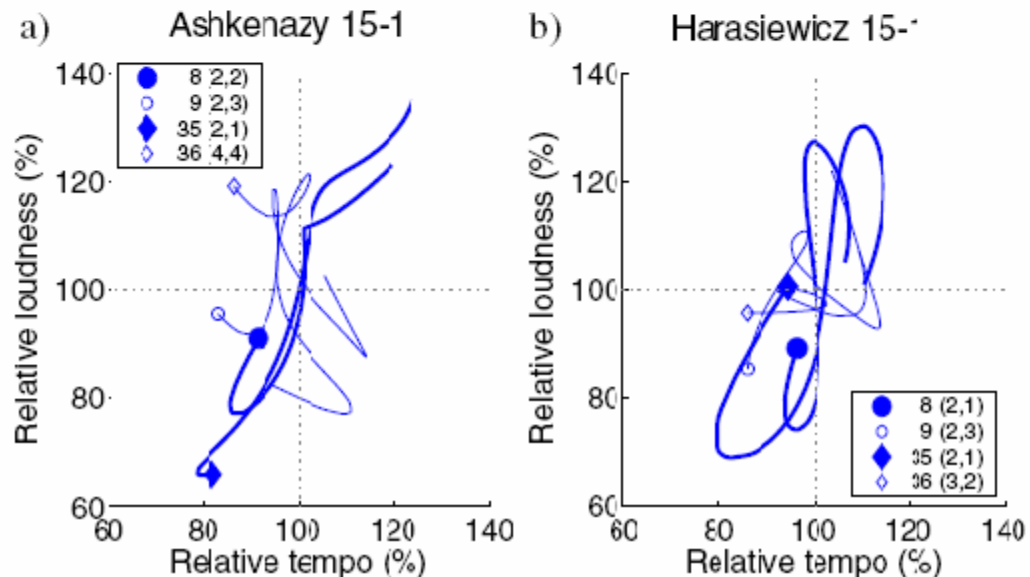 a)
Ashkenazy 15-1
140
120
100
80
60
60 80 100 120 140
Relative loudness (%)
Relative tempo (%)
8 2,2)
9 2,3)
35 2,1)
36 4,4)
b)
Harasiewicz 15-
140
120
100
80
60
60 80 100 120 140
Relative loudness (%)
Relative tempo (%)
8 (2,1)
9 (2,3)
35 (2,1)
36 (3,2)